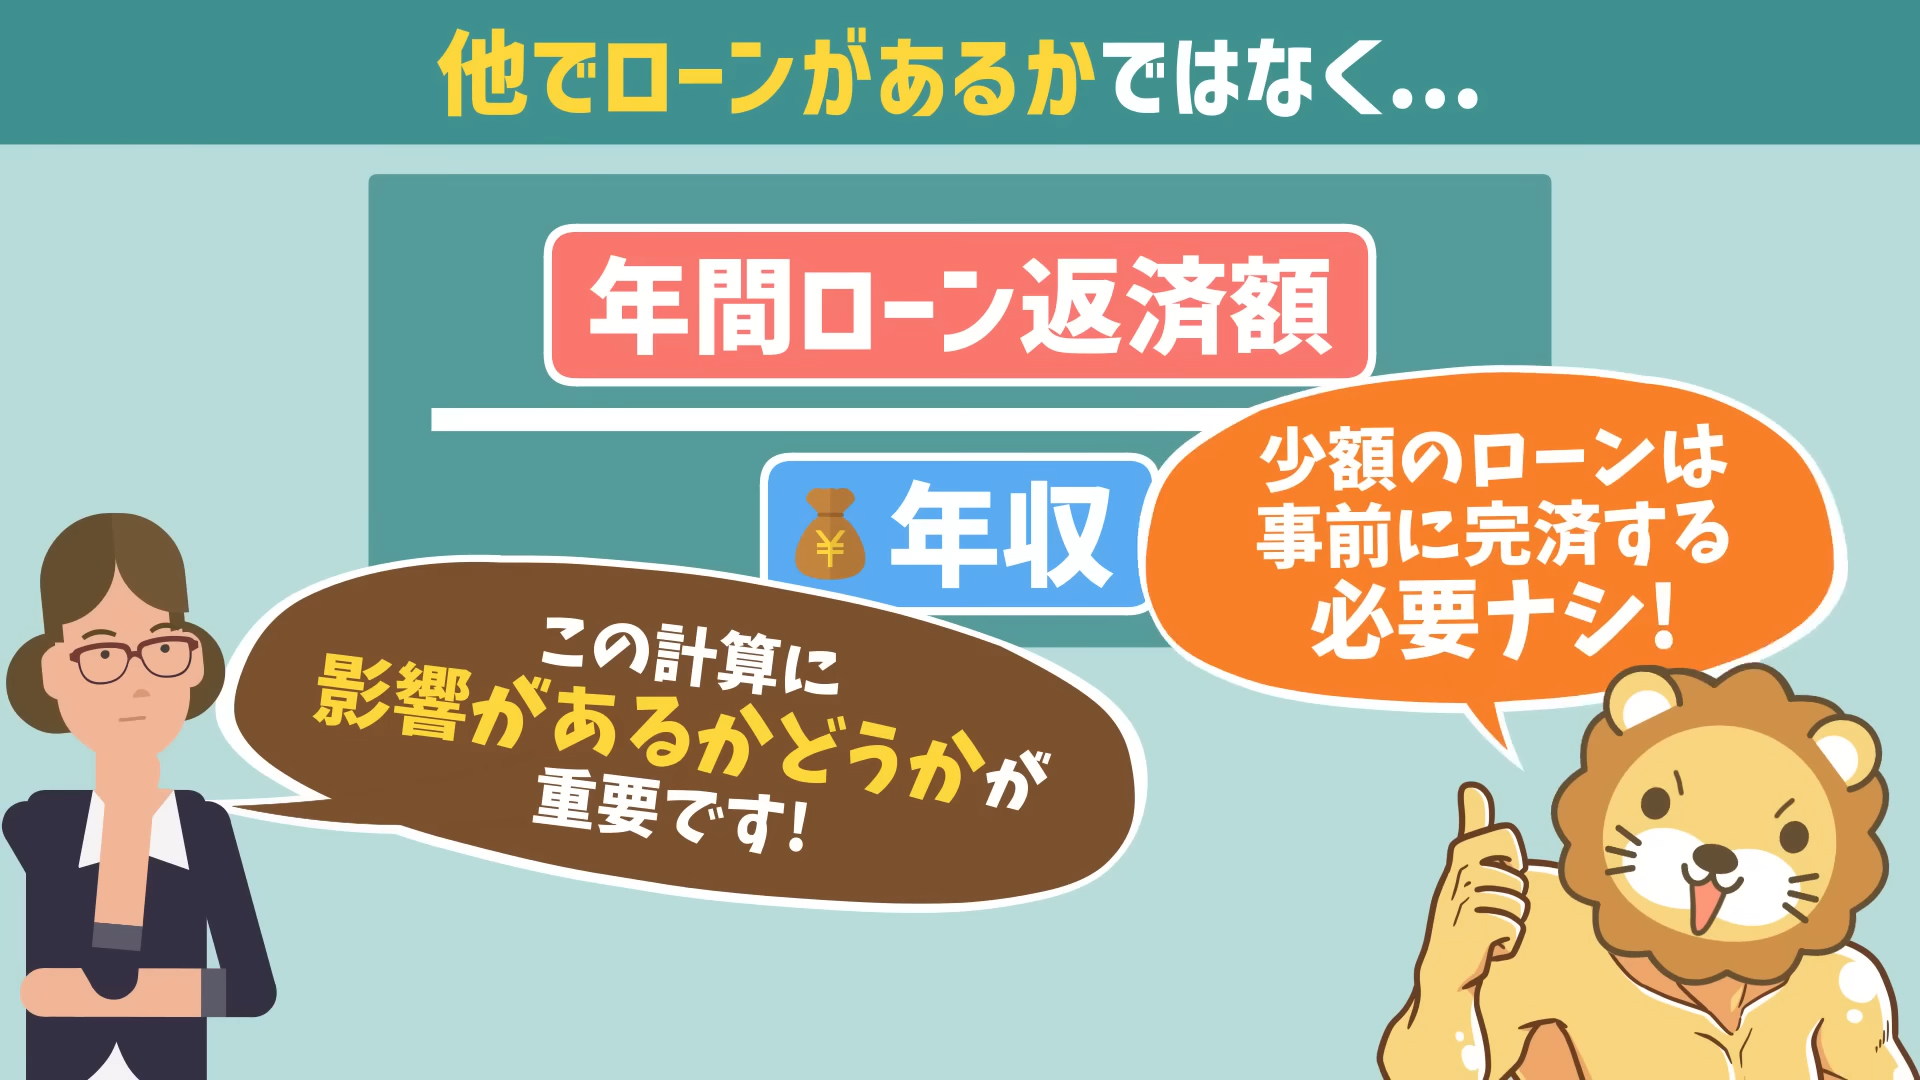 他でローンがあるかではなく...
年間ローン返済額
¥ 年収
少額のローンは
事前に完済する
必要ナシ!
この計算に
影響があるかどうかが
重要です!